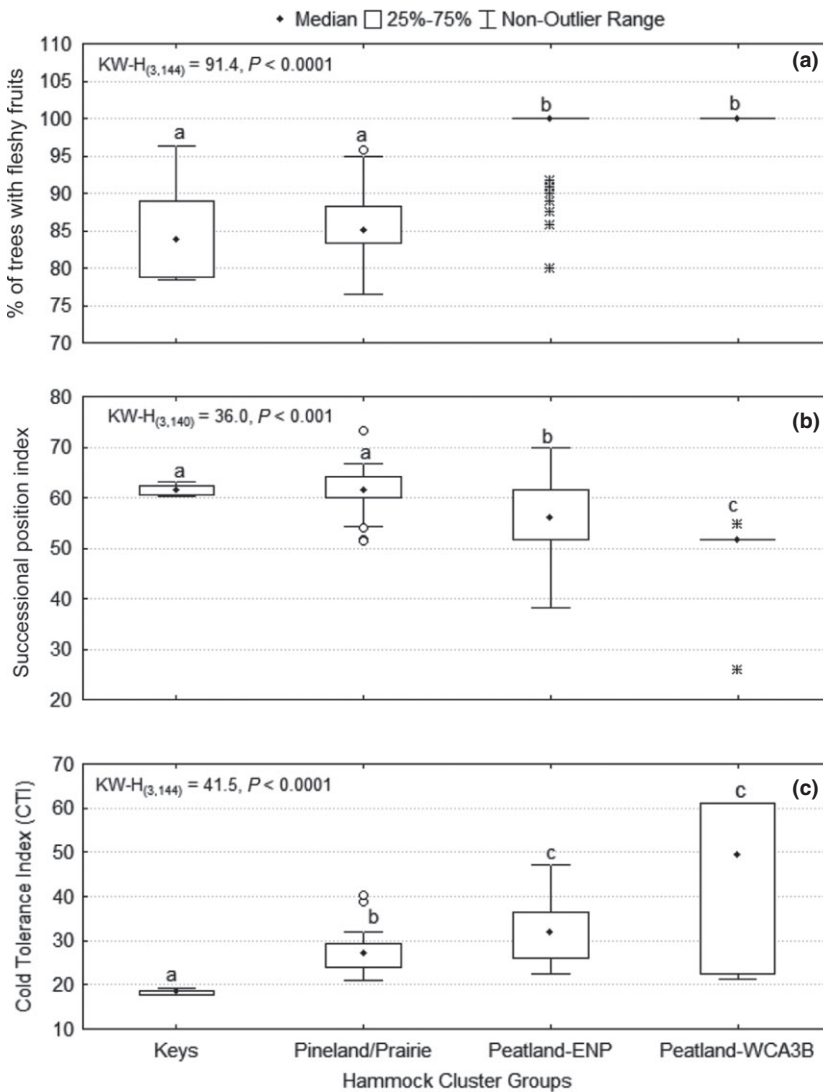 Median 25%-75% Non-Outlier Range
110
105
100
95
90
85
80
75
70
% of trees with fleshy fruits
KW-H(3,144) = 91.4, P < 0.0001
(a)
a
a
b
b
80
70
60
50
40
30
20
Successional position index
KW-H(3,140) = 36.0, P < 0.001
(b)
a
a
b
c
70
60
50
40
30
20
10
Cold Tolerance Index (CTI)
KW-H(3,144) = 41.5, P < 0.0001
(c)
a
b
c
c
Keys Pineland/Prairie Peatland-ENP Peatland-WCA3B
Hammock Cluster Groups